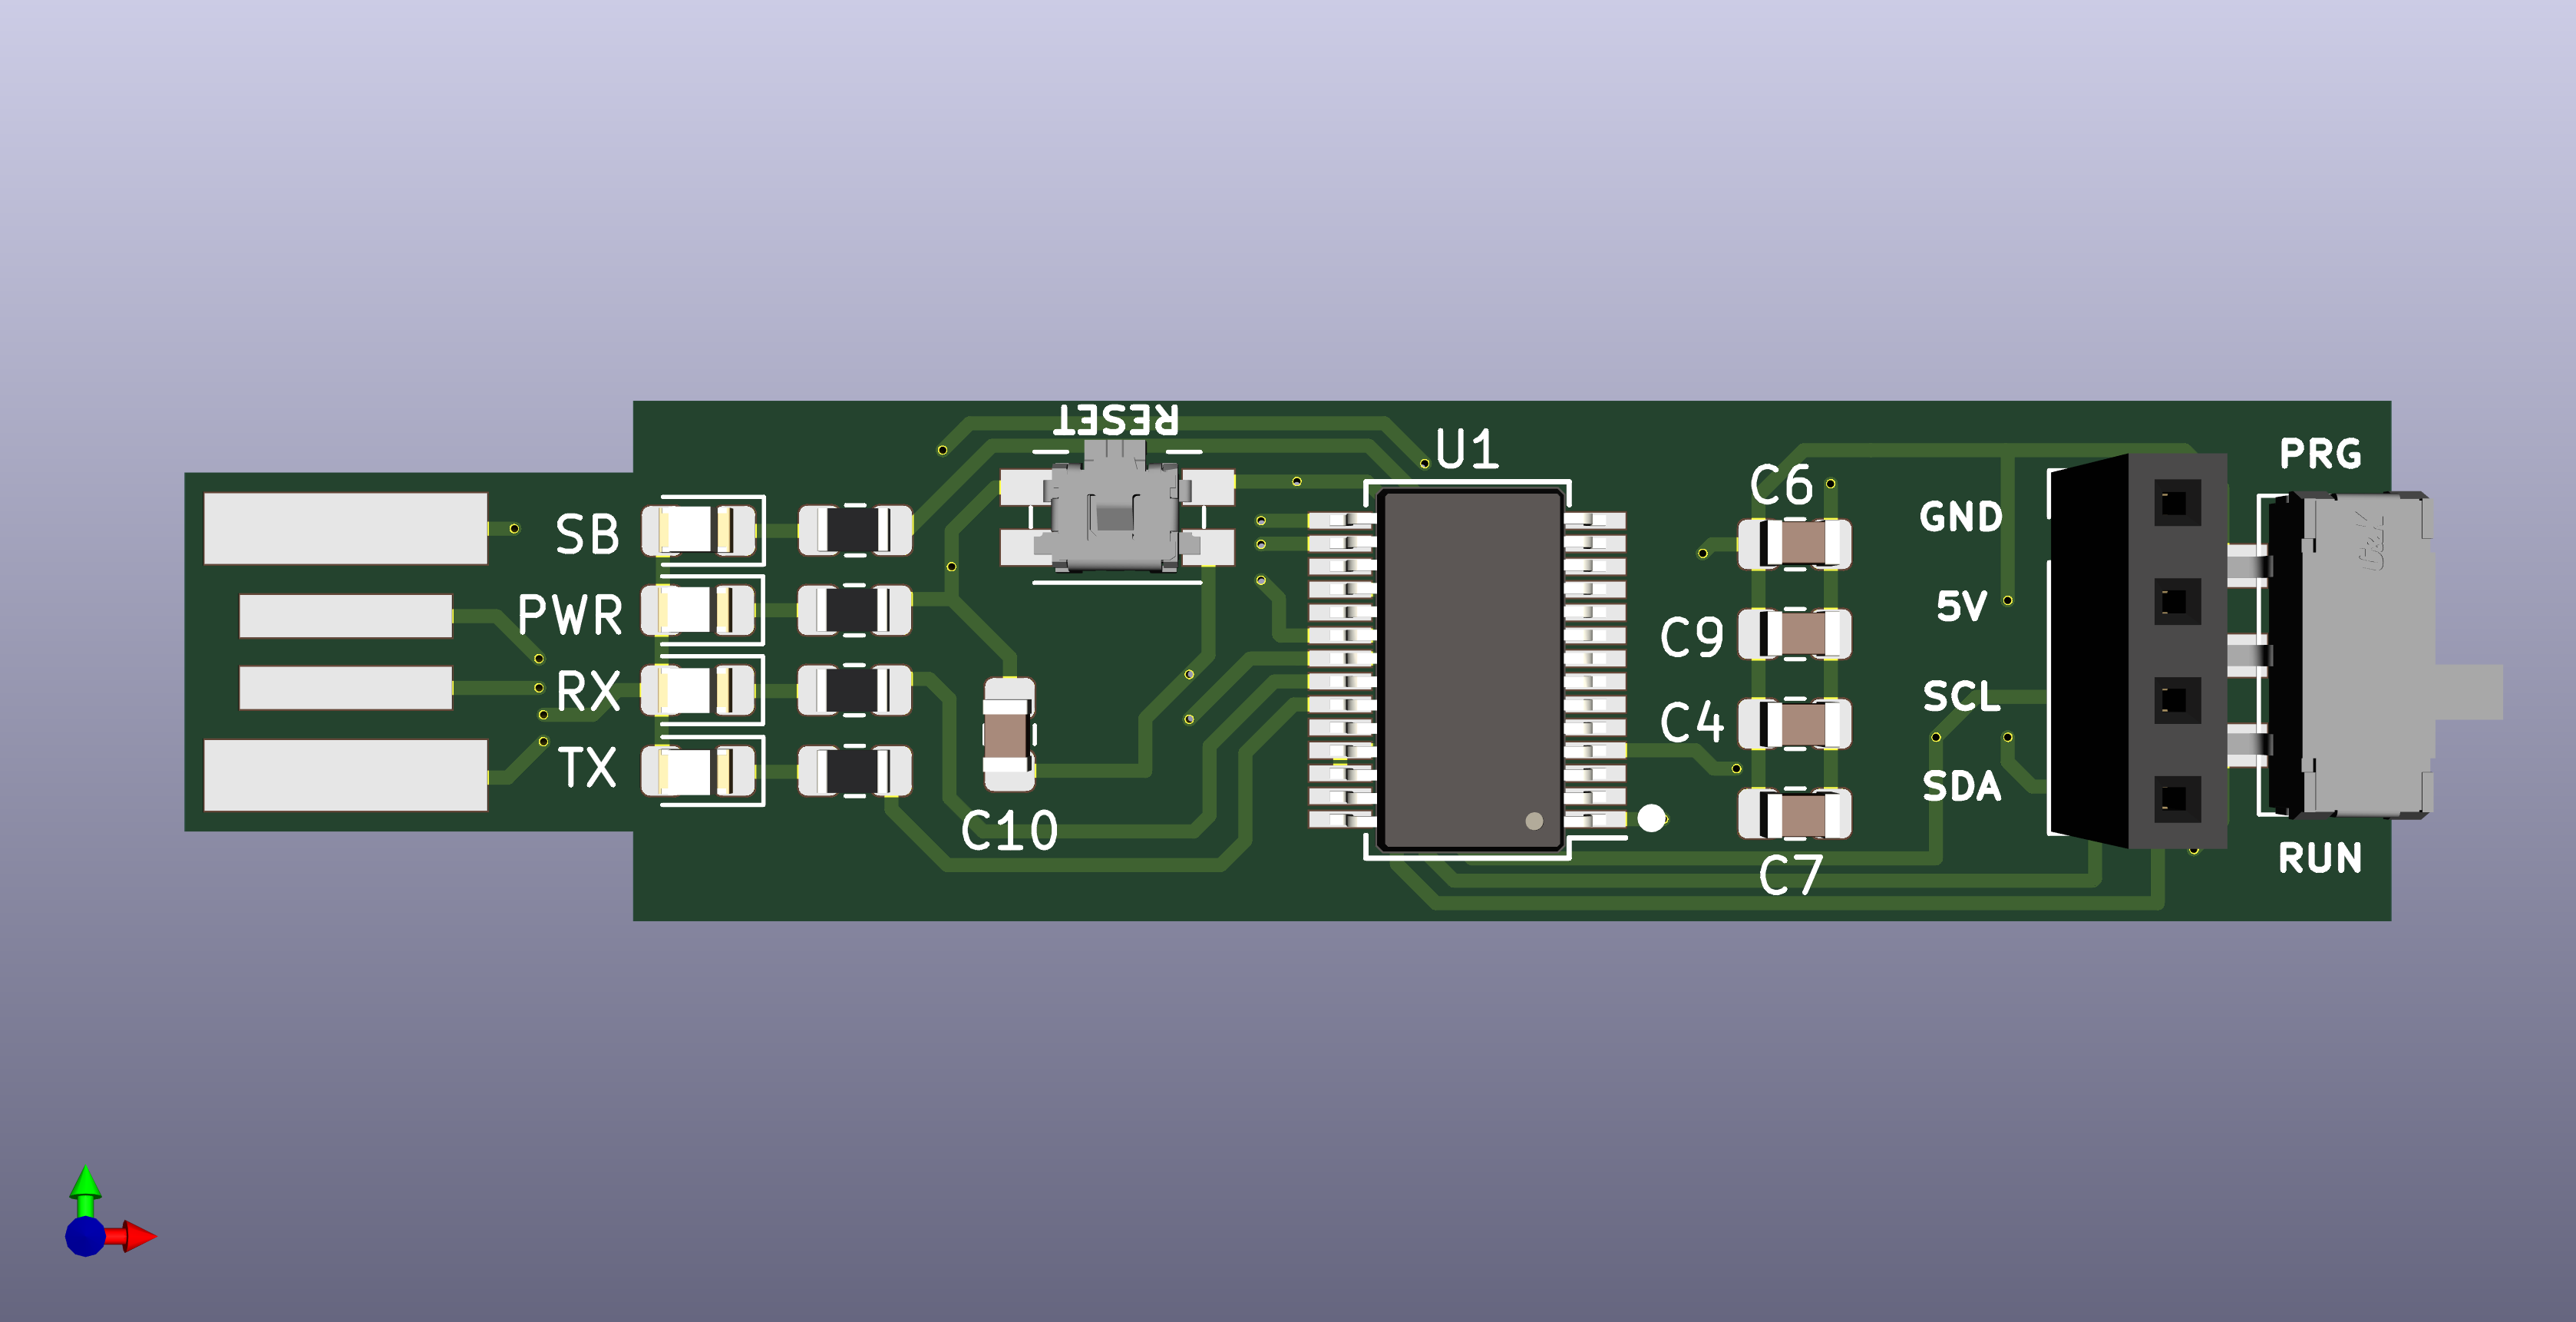 RESET
U1
PRG
C6
GND
SB
5V
PWR
C9
RX
SCL
C4
TX
SDA
C10
C7
RUN
C&K